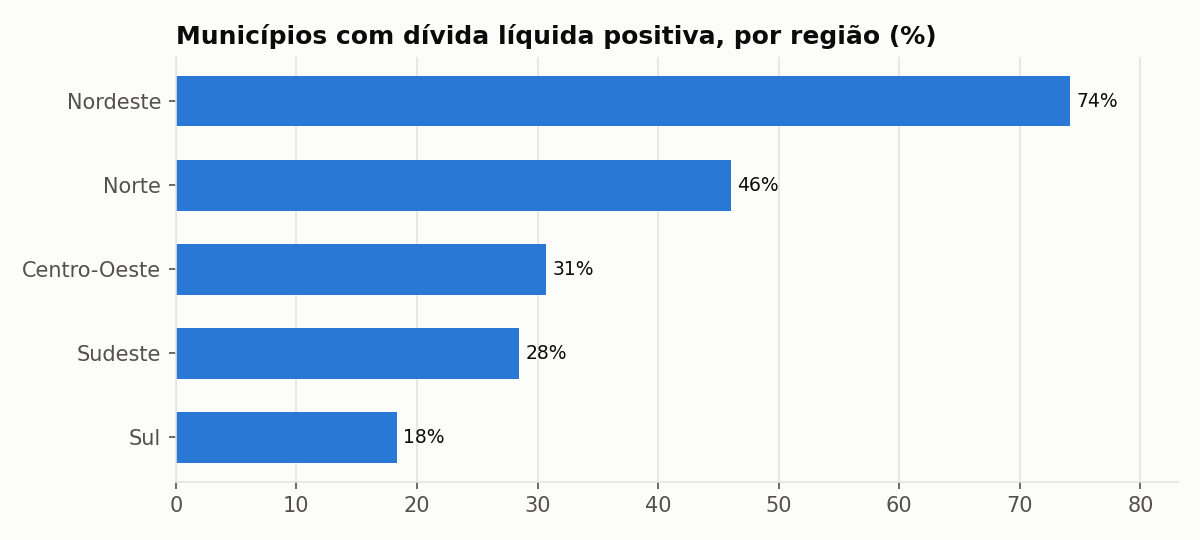 Municípios com dívida líquida positiva, por região (%)
Nordeste 74%
Norte 46%
Centro-Oeste 31%
Sudeste 28%
Sul 18%
0 10 20 30 40 50 60 70 80